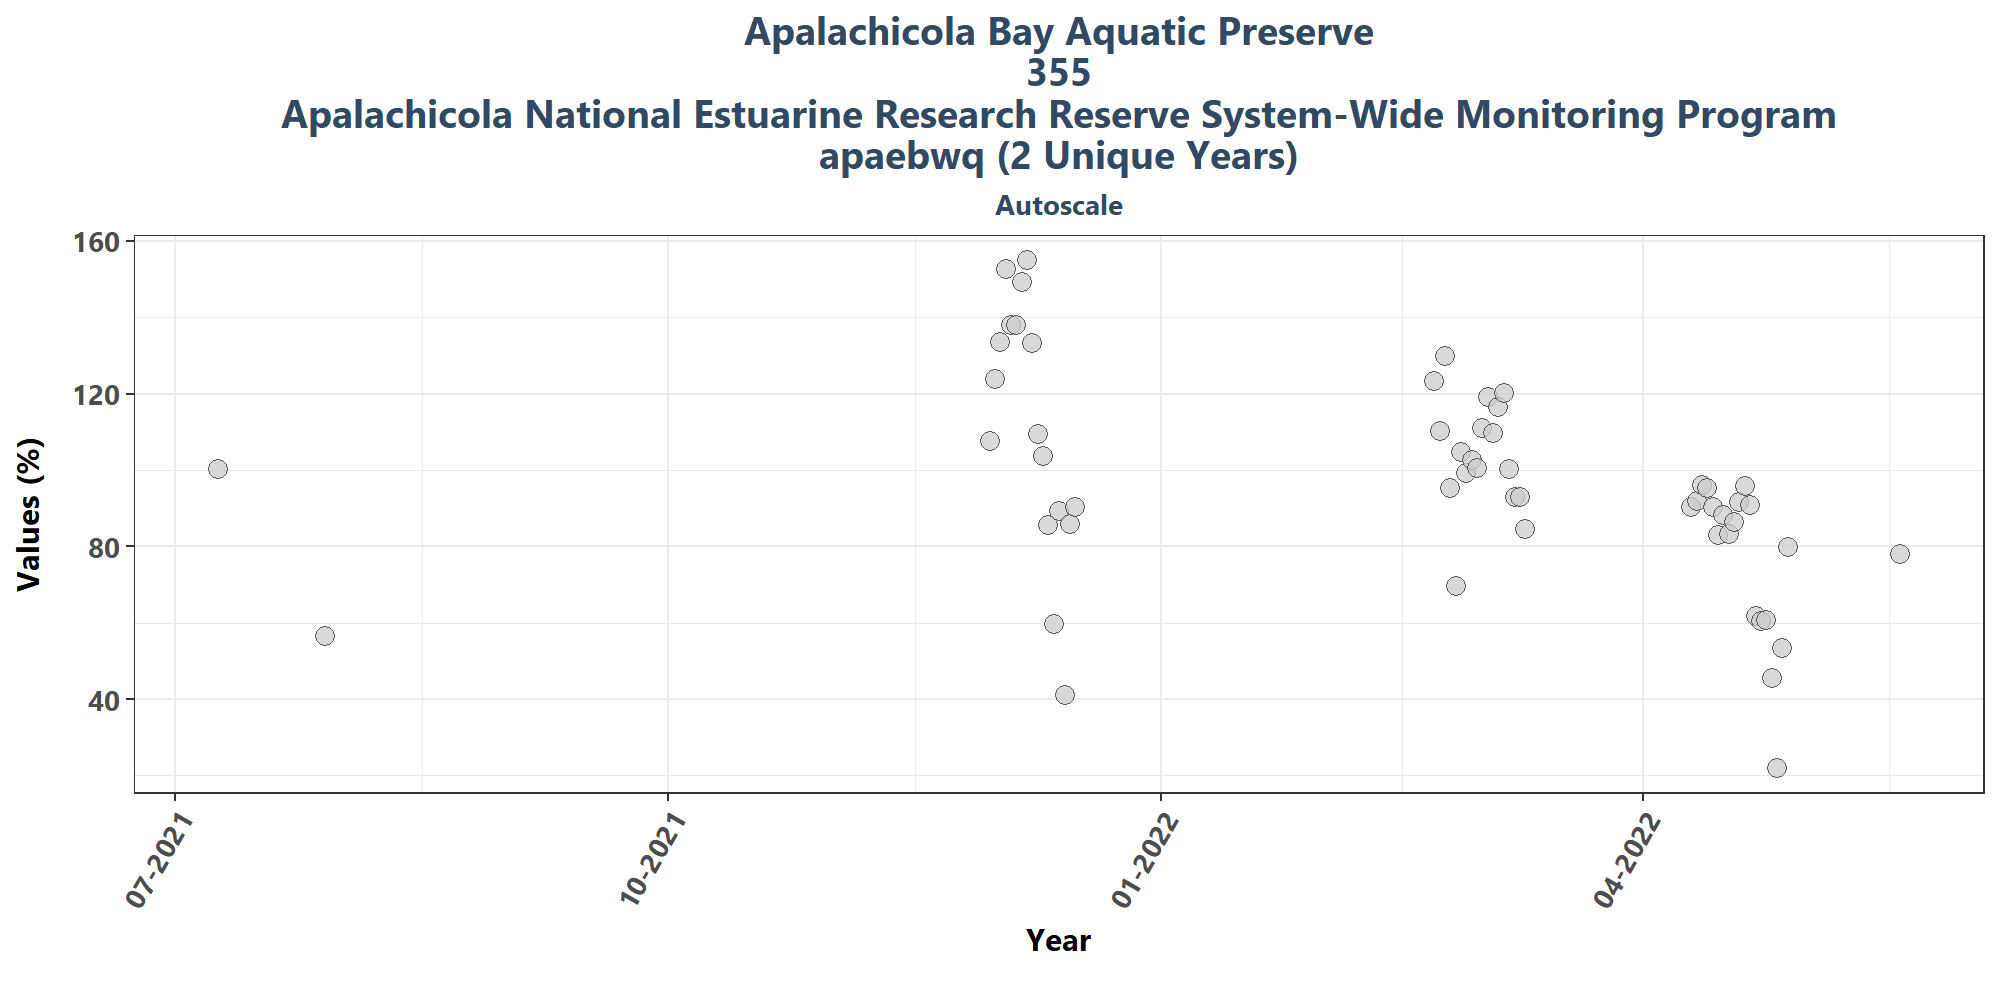 Apalachicola Bay Aquatic Preserve
355
Apalachicola National Estuarine Research Reserve System-Wide Monitoring Program
apaebwq (2 Unique Years)
Autoscale
160
120
80
40
Values (%)
07-2021
10-2021
01-2022
04-2022
Year